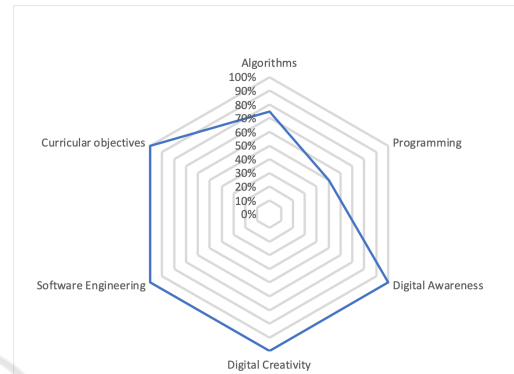 Algorithms
100%
90%
80%
70%
60%
50%
40%
30%
20%
10%
0%
Curricular objectives
Programming
Software Engineering
Digital Awareness
Digital Creativity